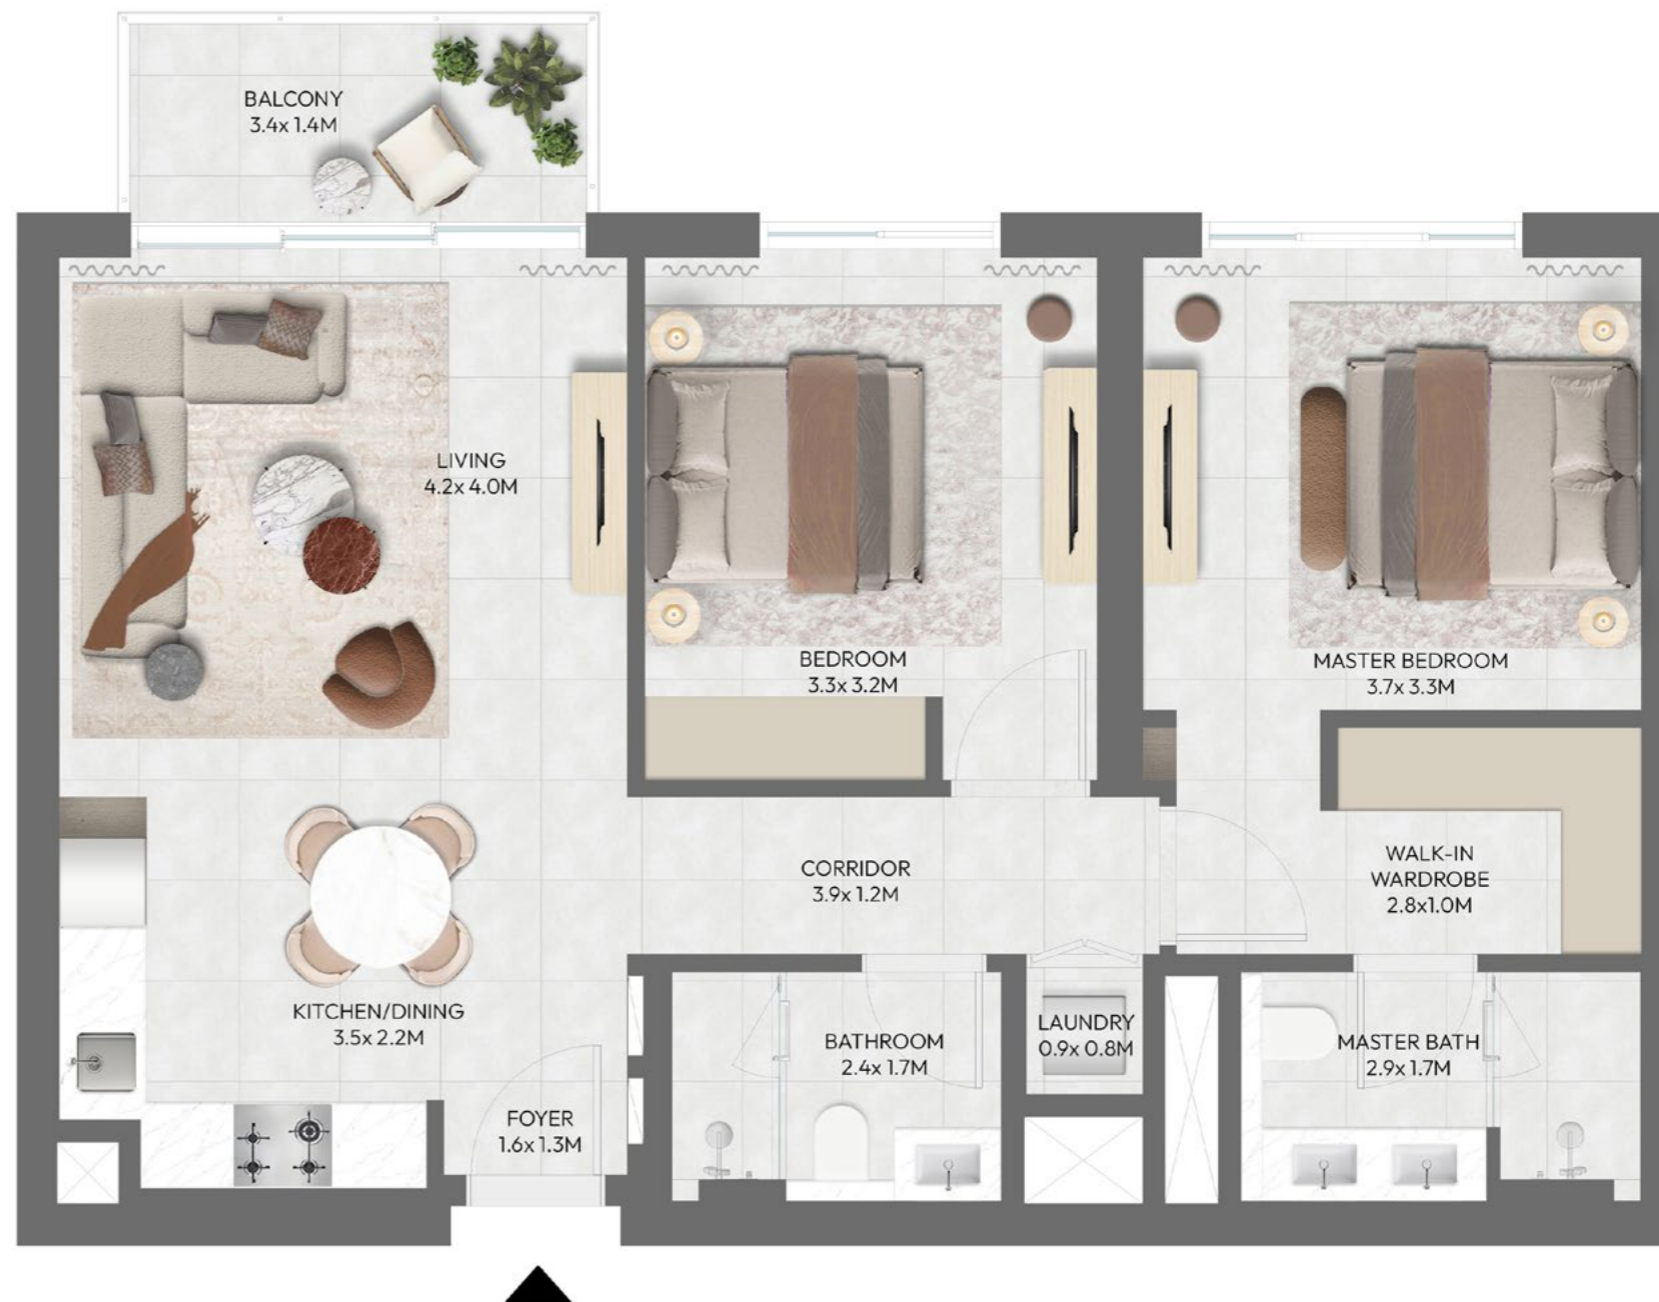 BALCONY
3.4x 1.4M
LIVING
4.2x 4.0M
BEDROOM
3.3x 3.2M
MASTER BEDROOM
3.7x 3.3M
CORRIDOR
3.9x 1.2M
WALK-IN
WARDROBE
2.8x1.0M
KITCHEN/DINING
3.5x 2.2M
FOYER
1.6x 1.3M
BATHROOM
2.4x 1.7M
LAUNDRY
0.9x 0.8M
MASTER BATH
2.9x 1.7M